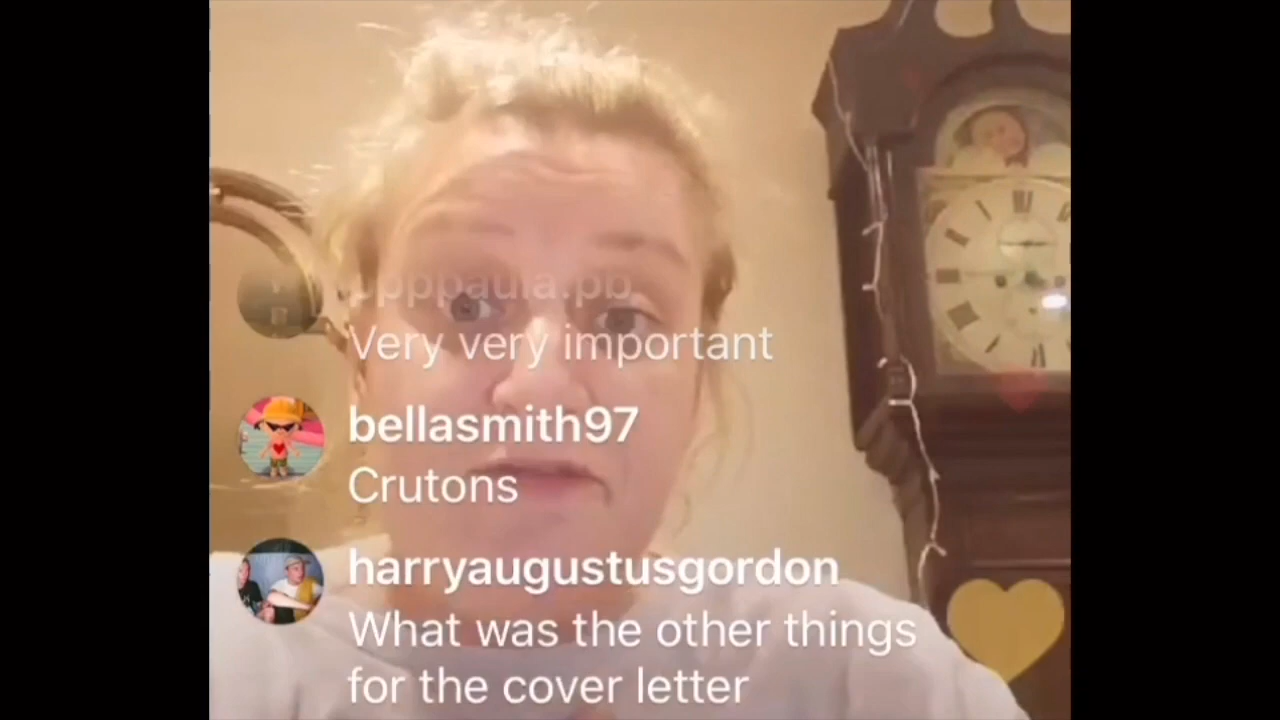 Very very important
bellasmith97
Crutons
harryaugustusgordon
What was the other things
for the cover letter